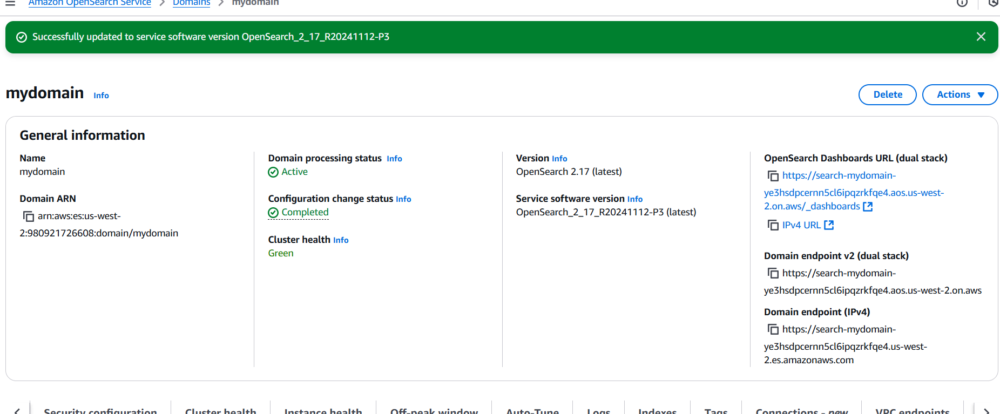 Amazon OpenSearch Service > Domains > mydomain
Successfully updated to service software version OpenSearch_2_17_R20241112-P3
mydomain Info
Delete
Actions
General information
Name
mydomain
Domain ARN
arn:aws:es:us-west-
2:980921726608:domain/mydomain
Domain processing status Info
Active
Configuration change status Info
Completed
Cluster health Info
Green
Version Info
OpenSearch 2.17 (latest)
Service software version Info
OpenSearch_2_17_R20241112-P3 (latest)
OpenSearch Dashboards URL (dual stack)
https://search-mydomain-
ye3hsdpcernn5cl6ipqzrkfqe4.aos.us-west-
2.on.aws/_dashboards
IPv4 URL
Domain endpoint v2 (dual stack)
https://search-mydomain-
ye3hsdpcernn5cl6ipqzrkfqe4.aos.us-west-2.on.aws
Domain endpoint (IPv4)
https://search-mydomain-
ye3hsdpcernn5cl6ipqzrkfqe4.us-west-
2.es.amazonaws.com
Security configuration
Cluster health
Instance health
Off-peak window
Auto-Tune
Logs
Indexes
Tags
Connections - new
VPC endpoints